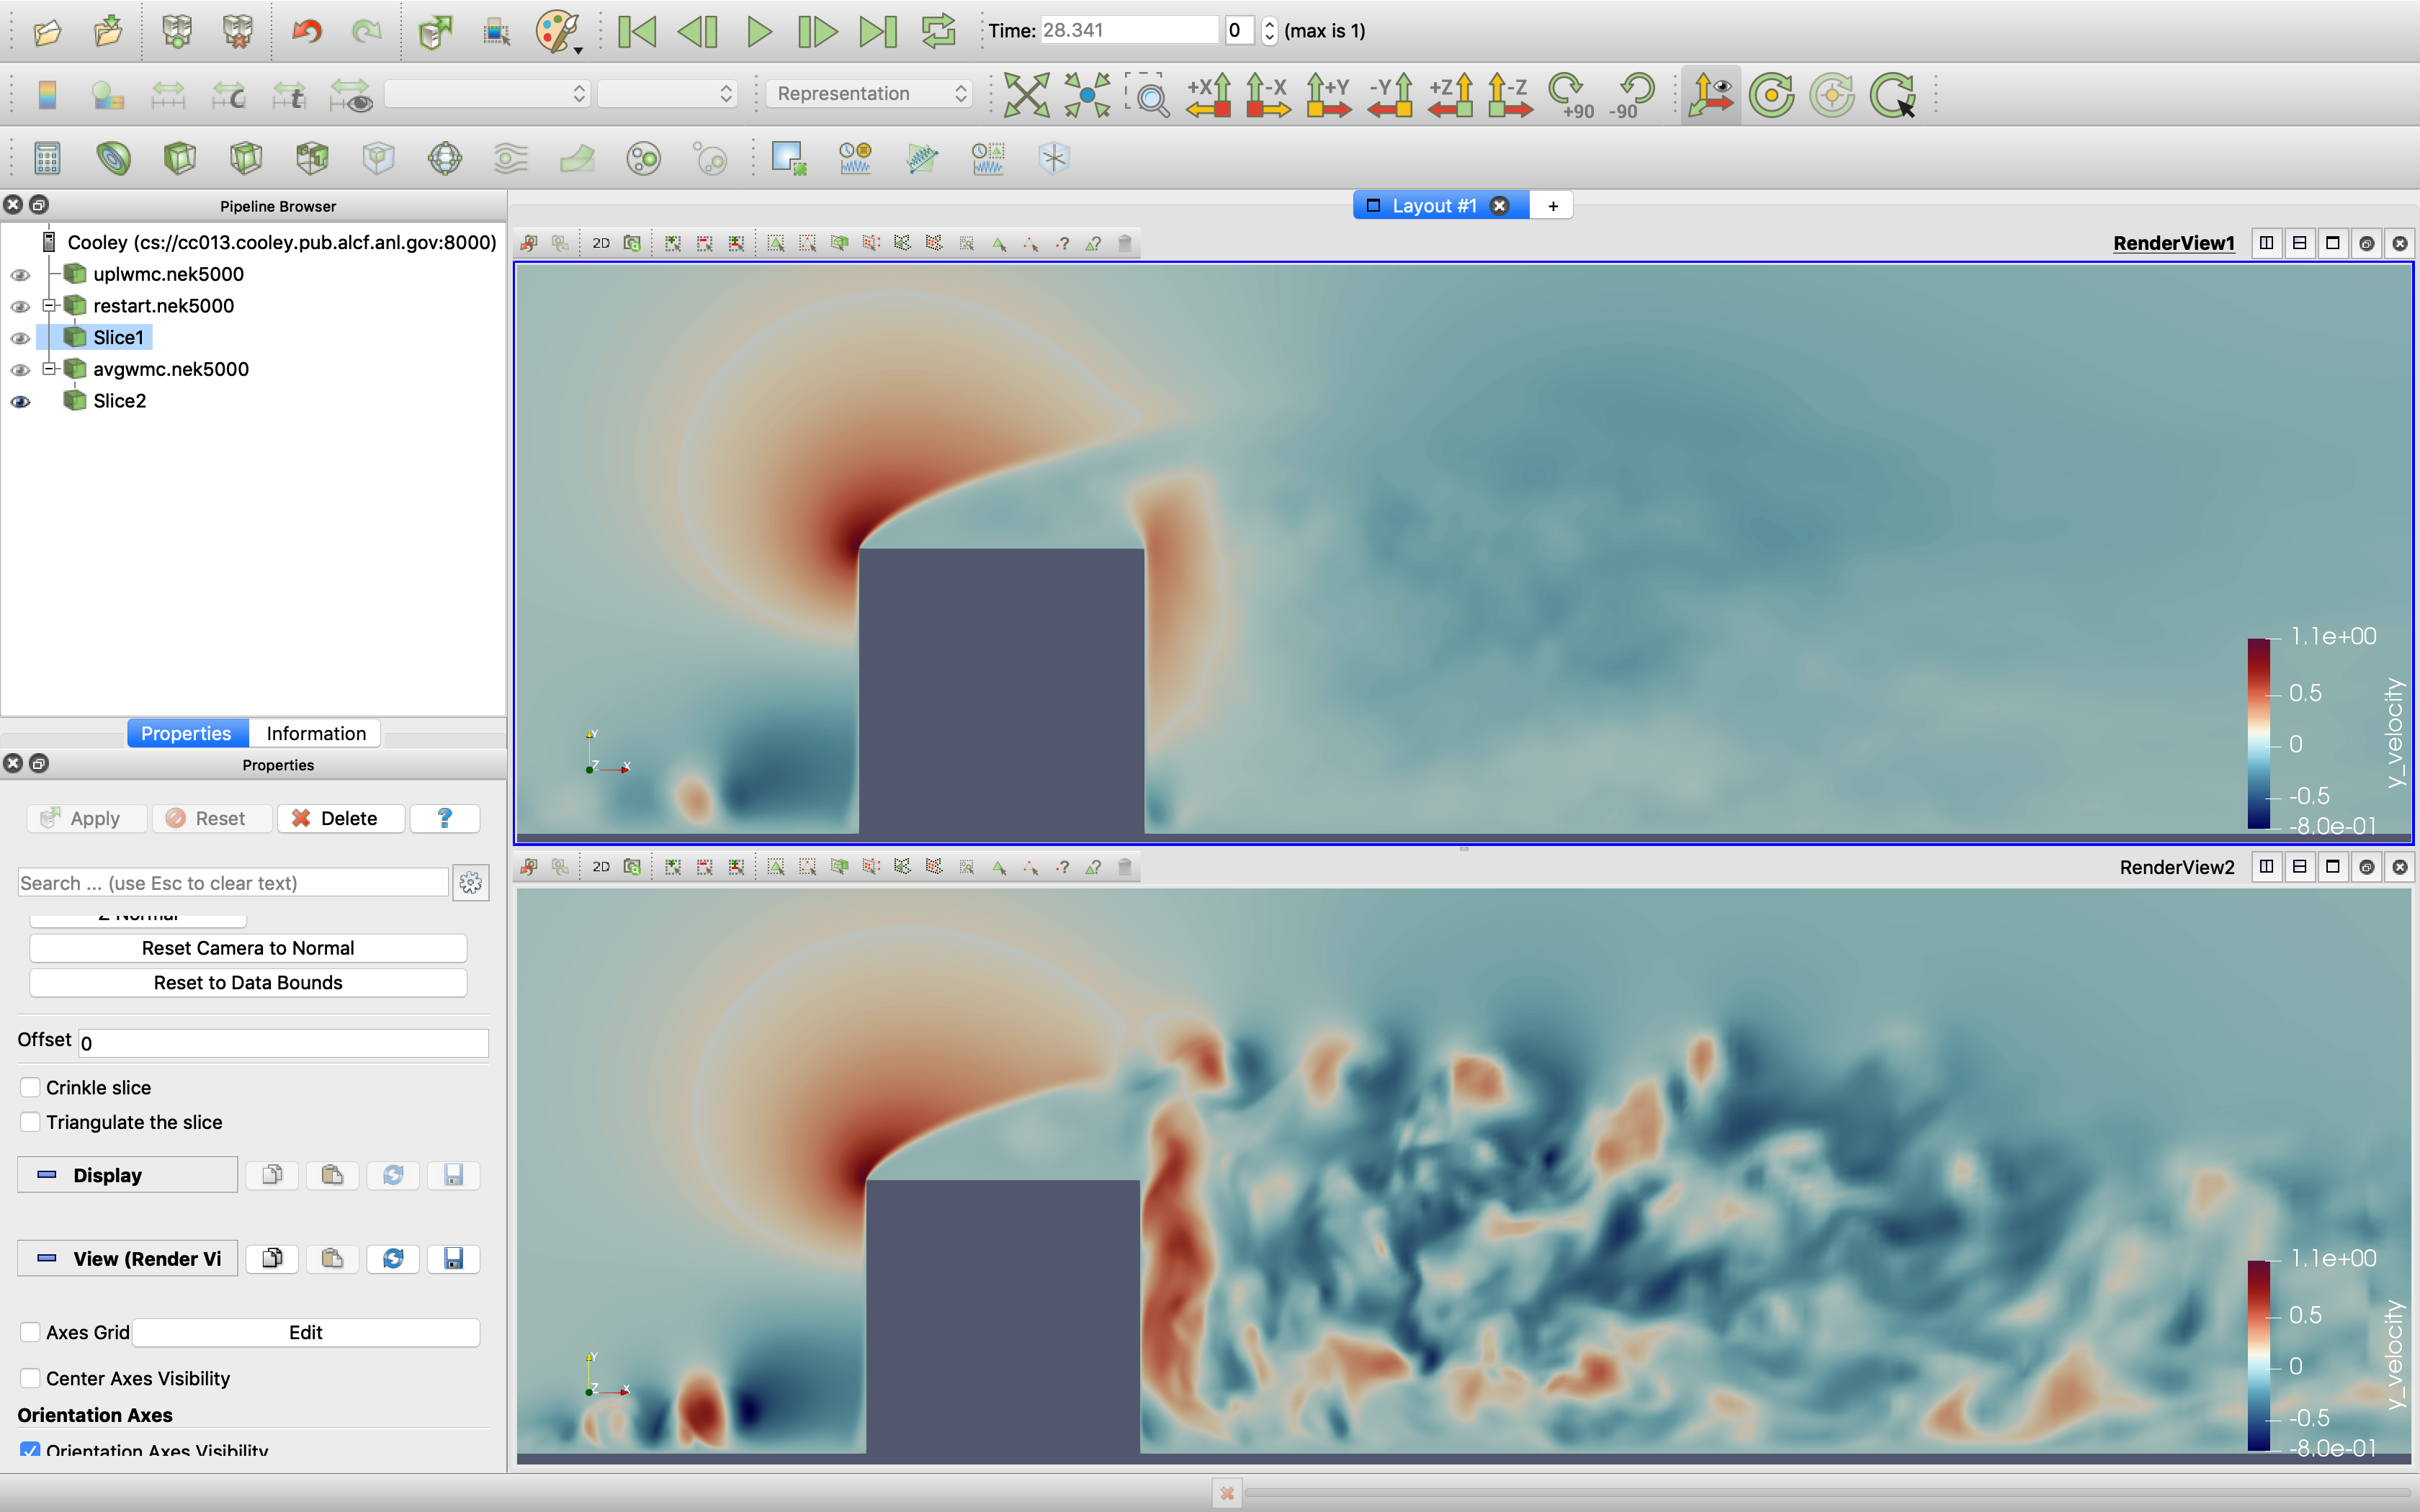 Time: 28.341 0 (max is 1)
Representation
+X -X +Y -Y +Z -Z +90 -90
Pipeline Browser
Cooley (cs://cc013.cooley.pub.alcf.anl.gov:8000)
uplwmc.nek5000
restart.nek5000
Slice1
avgwmc.nek5000
Slice2
Properties Information
Properties
Apply Reset Delete ?
Search ... (use Esc to clear text)
Z Normal
Reset Camera to Normal
Reset to Data Bounds
Offset 0
Crinkle slice
Triangulate the slice
Display
View (Render Vi
Axes Grid Edit
Center Axes Visibility
Orientation Axes
Orientation Axes Visibility
Layout #1 +
2D RenderView1
1.1e+00
0.5
0
-0.5
-8.0e-01
y_velocity
Y
Z X
2D RenderView2
1.1e+00
0.5
0
-0.5
-8.0e-01
y_velocity
Y
Z X